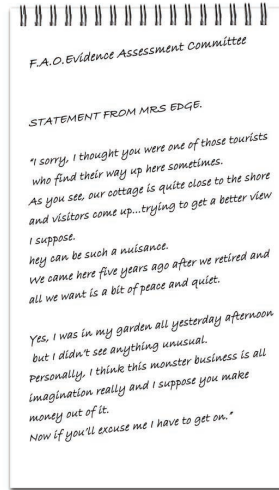 F.A.O.Evidence Assessment Committee
STATEMENT FROM MRS EDGE.
"I sorry, I thought you were one of those tourists
who find their way up here sometimes.
As you see, our cottage is quite close to the shore
and visitors come up...trying to get a better view
I suppose.
hey can be such a nuisance.
We came here five years ago after we retired and
all we want is a bit of peace and quiet.
Yes, I was in my garden all yesterday afternoon
but I didn't see anything unusual.
Personally, I think this monster business is all
imagination really and I suppose you make
money out of it.
Now if you'll excuse me I have to get on."